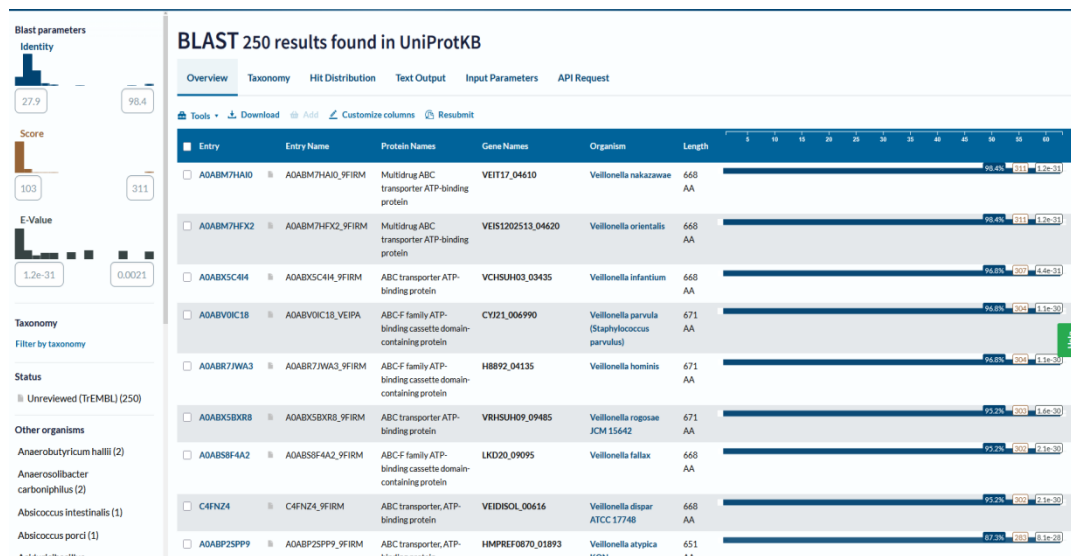 Blast parameters
Identity
27.9 98.4
Score
103 311
E-Value
1.2e-31 0.0021
Taxonomy
Filter by taxonomy
Status
Unreviewed (TrEMBL) (250)
Other organisms
Anaerobutyricum hallii (2)
Anaerosolibacter
carboniphilus (2)
Absicoccus intestinalis (1)
Absicoccus porci (1)
BLAST 250 results found in UniProtKB
Overview Taxonomy Hit Distribution Text Output Input Parameters API Request
Tools Download Add Customize columns Resubmit
Entry Entry Name Protein Names Gene Names Organism Length 5 10 15 20 25 30 35 40 45 50 55 60
A0ABM7HAI0 A0ABM7HAI0_9FIRM Multidrug ABC VEIT17_04610 Veillonella nakazawae 668 98.4% 311 1.2e-31
transporter ATP-binding AA
protein
A0ABM7HFX2 A0ABM7HFX2_9FIRM Multidrug ABC VEIS1202513_04620 Veillonella orientalis 668 98.4% 311 1.2e-31
transporter ATP-binding AA
protein
A0ABX5C4I4 A0ABX5C4I4_9FIRM ABC transporter ATP- VCHSUH03_03435 Veillonella infantium 668 96.8% 307 4.4e-31
binding protein AA
A0ABV0IC18 A0ABV0IC18_VEIPA ABC-F family ATP- CYJ21_006990 Veillonella parvula 671 96.8% 304 1.1e-30
binding cassette domain- (Staphylococcus AA
containing protein parvulus)
A0ABR7JWA3 A0ABR7JWA3_9FIRM ABC-F family ATP- H8892_04135 Veillonella hominis 671 96.8% 304 1.1e-30
binding cassette domain- AA
containing protein
A0ABX5BXR8 A0ABX5BXR8_9FIRM ABC transporter ATP- VRHSUH09_09485 Veillonella rogosae 671 95.2% 303 1.6e-30
binding protein JCM 15642 AA
A0ABS8F4A2 A0ABS8F4A2_9FIRM ABC-F family ATP- LKD20_09095 Veillonella fallax 668 95.2% 302 2.1e-30
binding cassette domain- AA
containing protein
C4FNZ4 C4FNZ4_9FIRM ABC transporter, ATP- VEIDISOL_00616 Veillonella dispar 668 95.2% 302 2.1e-30
binding protein ATCC 17748 AA
A0ABP2SPP9 A0ABP2SPP9_9FIRM ABC transporter, ATP- HMPREF0870_01893 Veillonella atypica 651 87.3% 283 8.1e-28